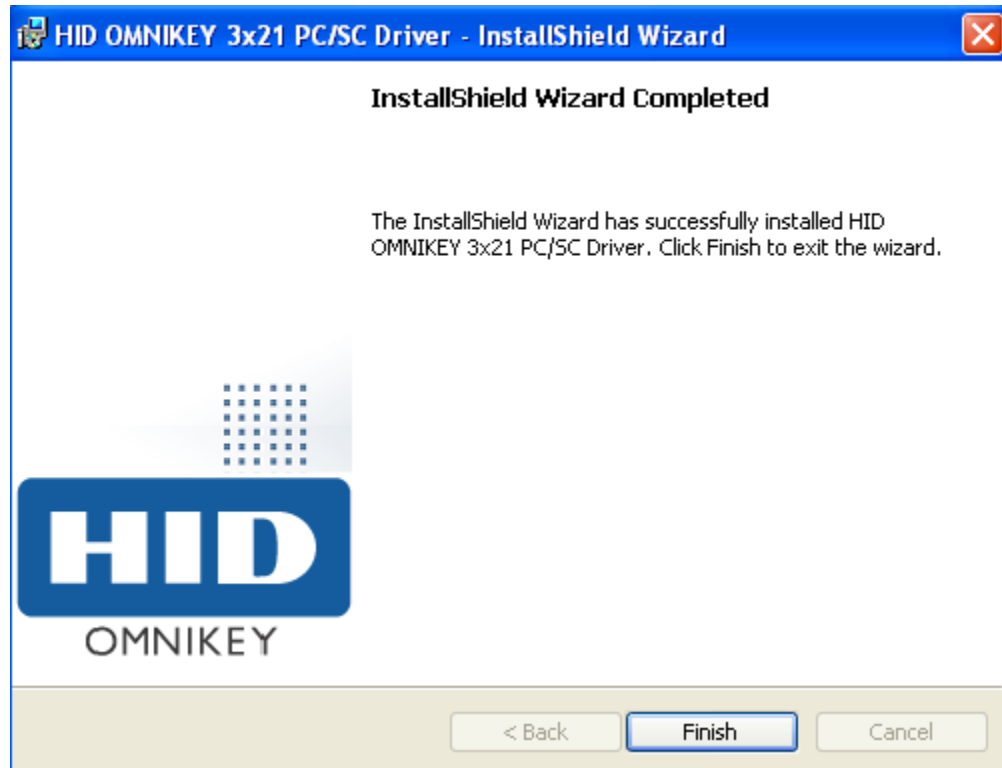 HID OMNIKEY 3x21 PC/SC Driver - InstallShield Wizard
InstallShield Wizard Completed
The InstallShield Wizard has successfully installed HID
OMNIKEY 3x21 PC/SC Driver. Click Finish to exit the wizard.
HID
OMNIKEY
< Back
Finish
Cancel